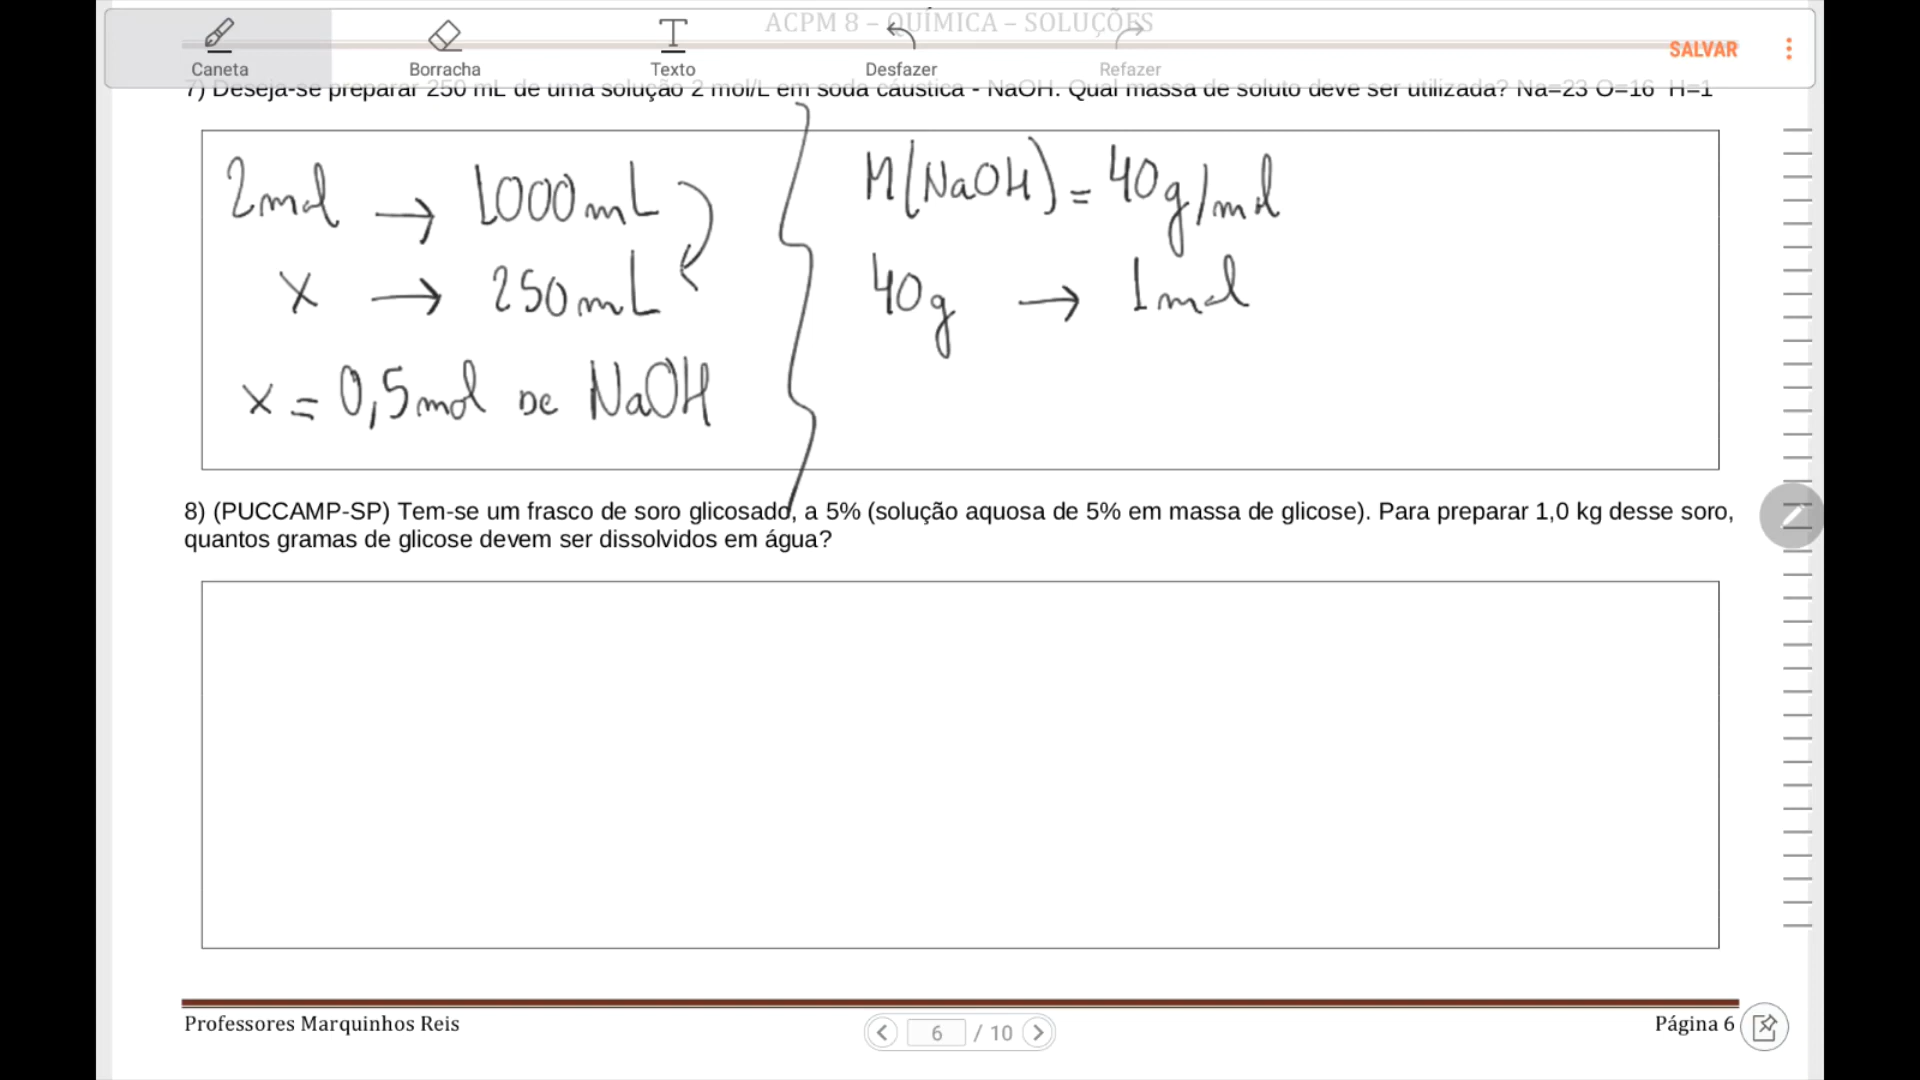 ACPM 8 – QUÍMICA – SOLUÇÕES
Caneta
Borracha
Texto
Desfazer
Refazer
SALVAR
7) Deseja-se preparar 250 mL de uma solução 2 mol/L em soda cáustica - NaOH. Qual massa de soluto deve ser utilizada? Na=23 O=16 H=1
2mol → 1000mL
x → 250mL
x = 0,5mol DE NaOH
M(NaOH) = 40g/mol
40g → 1mol
8) (PUCCAMP-SP) Tem-se um frasco de soro glicosado, a 5% (solução aquosa de 5% em massa de glicose). Para preparar 1,0 kg desse soro,
quantos gramas de glicose devem ser dissolvidos em água?
Professores Marquinhos Reis
6 / 10
Página 6